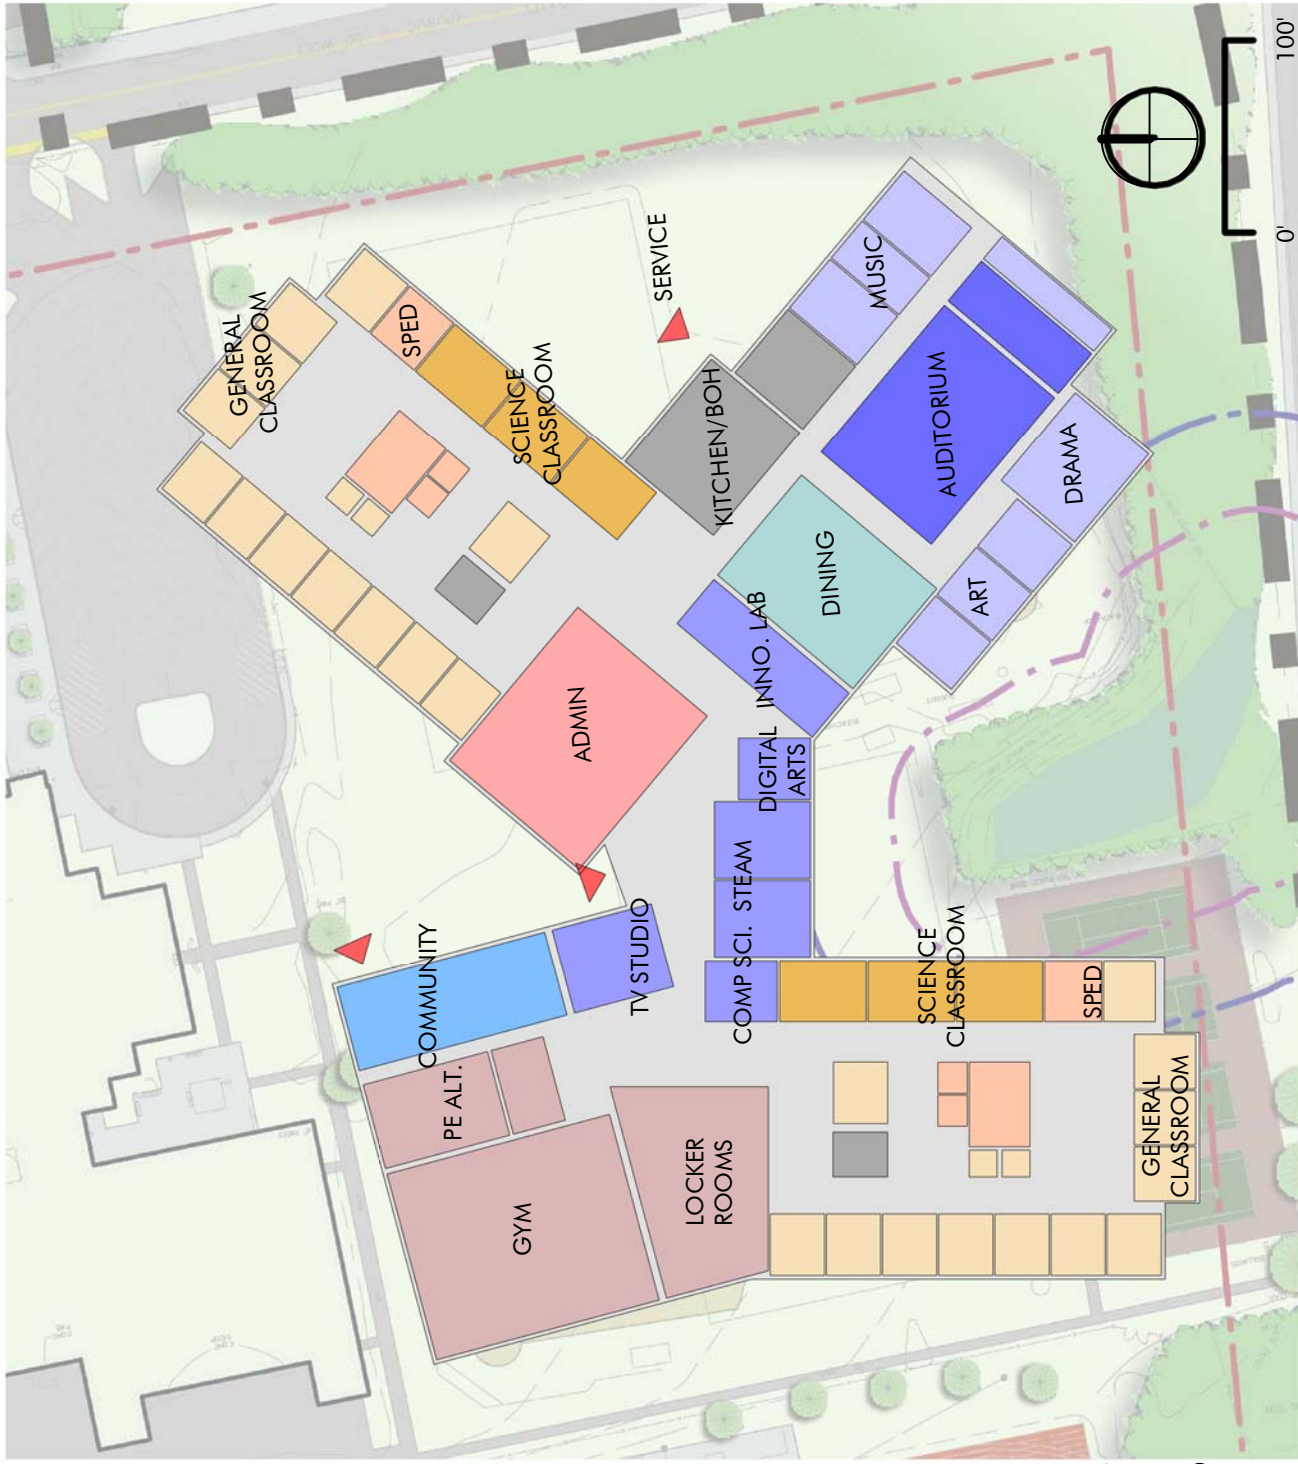 GENERAL
CLASSROOM
SPED
SCIENCE
CLASSROOM
SERVICE
MUSIC
KITCHEN/BOH
AUDITORIUM
DRAMA
DINING
ART
INNO. LAB
DIGITAL
ARTS
ADMIN
STEAM
COMP SCI.
TV STUDIO
COMMUNITY
PE ALT.
GYM
LOCKER
ROOMS
SCIENCE
CLASSROOM
SPED
GENERAL
CLASSROOM
0'
100'